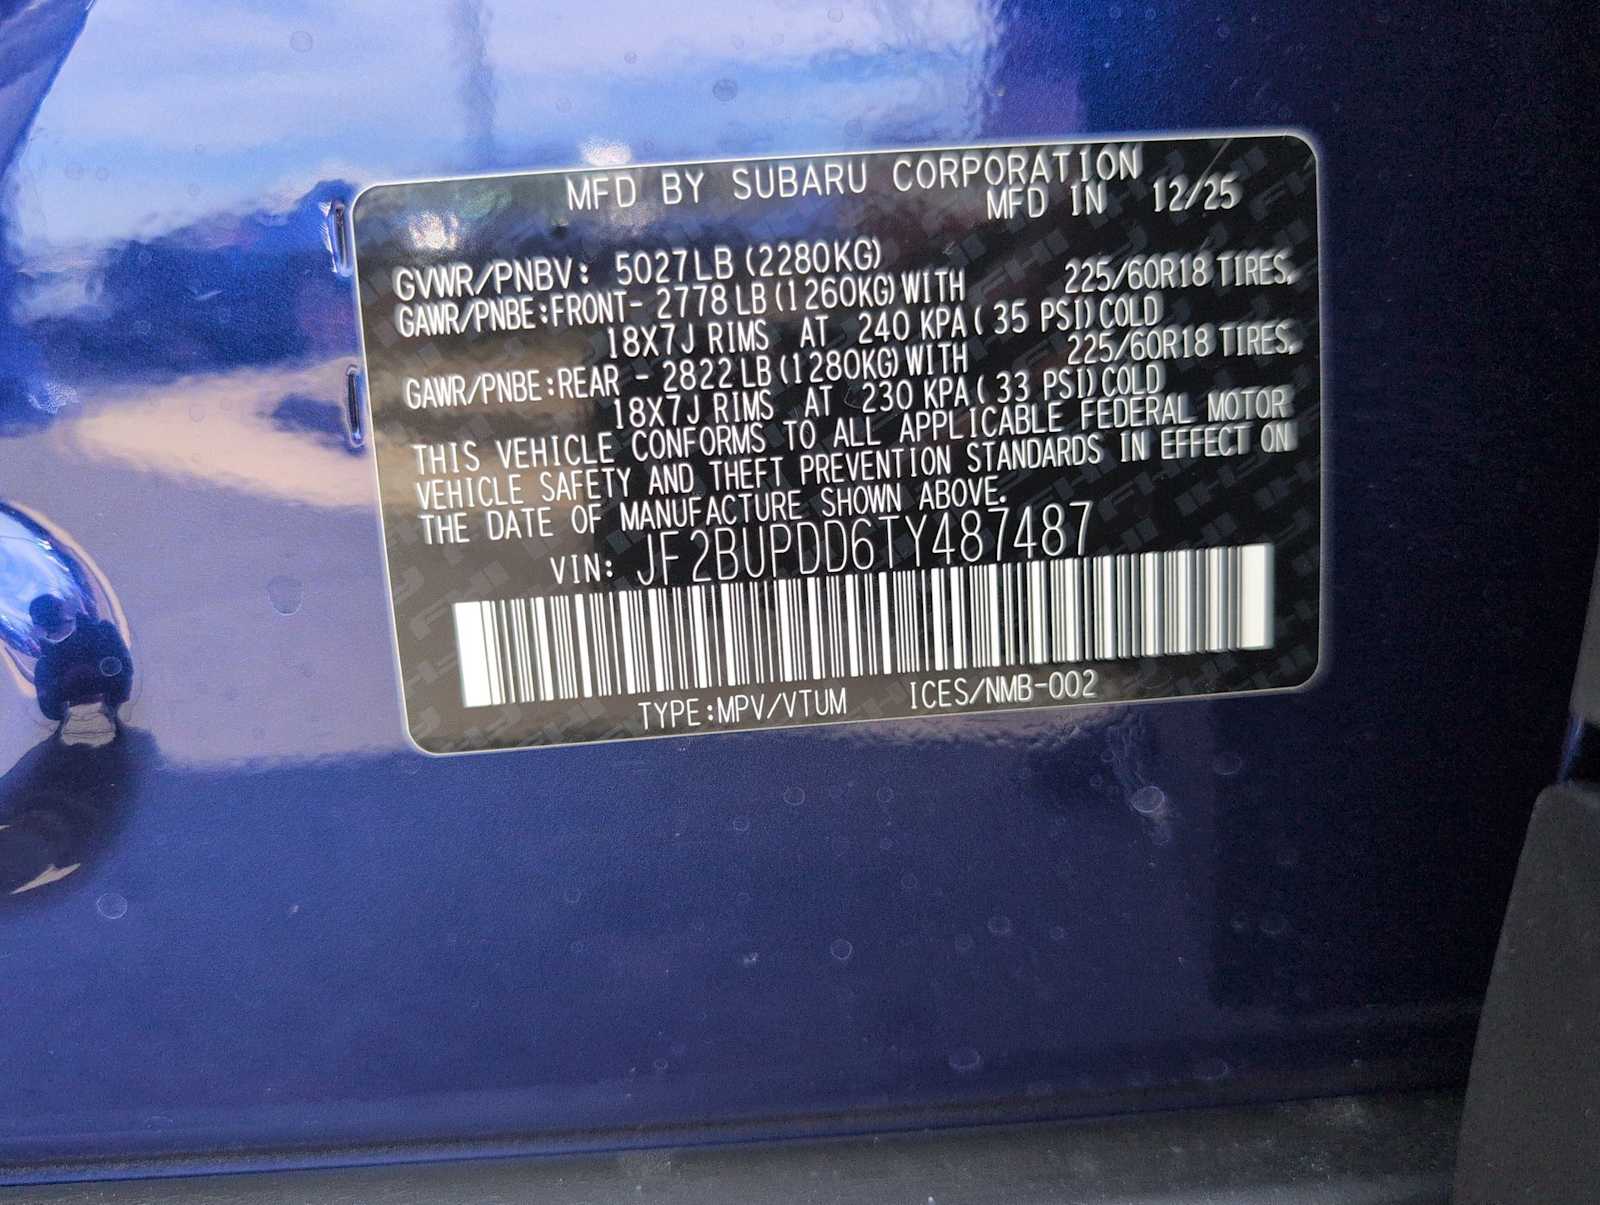 MFD BY SUBARU CORPORATION
MFD IN 12/25
GVWR/PNBV: 5027LB (2280KG)
GAWR/PNBE:FRONT- 2778 LB (1260KG) WITH 225/60R18 TIRES,
18X7J RIMS AT 240 KPA ( 35 PSI) COLD
GAWR/PNBE:REAR - 2822 LB (1280KG) WITH 225/60R18 TIRES,
18X7J RIMS AT 230 KPA ( 33 PSI) COLD
THIS VEHICLE CONFORMS TO ALL APPLICABLE FEDERAL MOTOR
VEHICLE SAFETY AND THEFT PREVENTION STANDARDS IN EFFECT ON
THE DATE OF MANUFACTURE SHOWN ABOVE.
VIN: JF2BUPDD6TY487487
TYPE:MPV/VTUM ICES/NMB-002